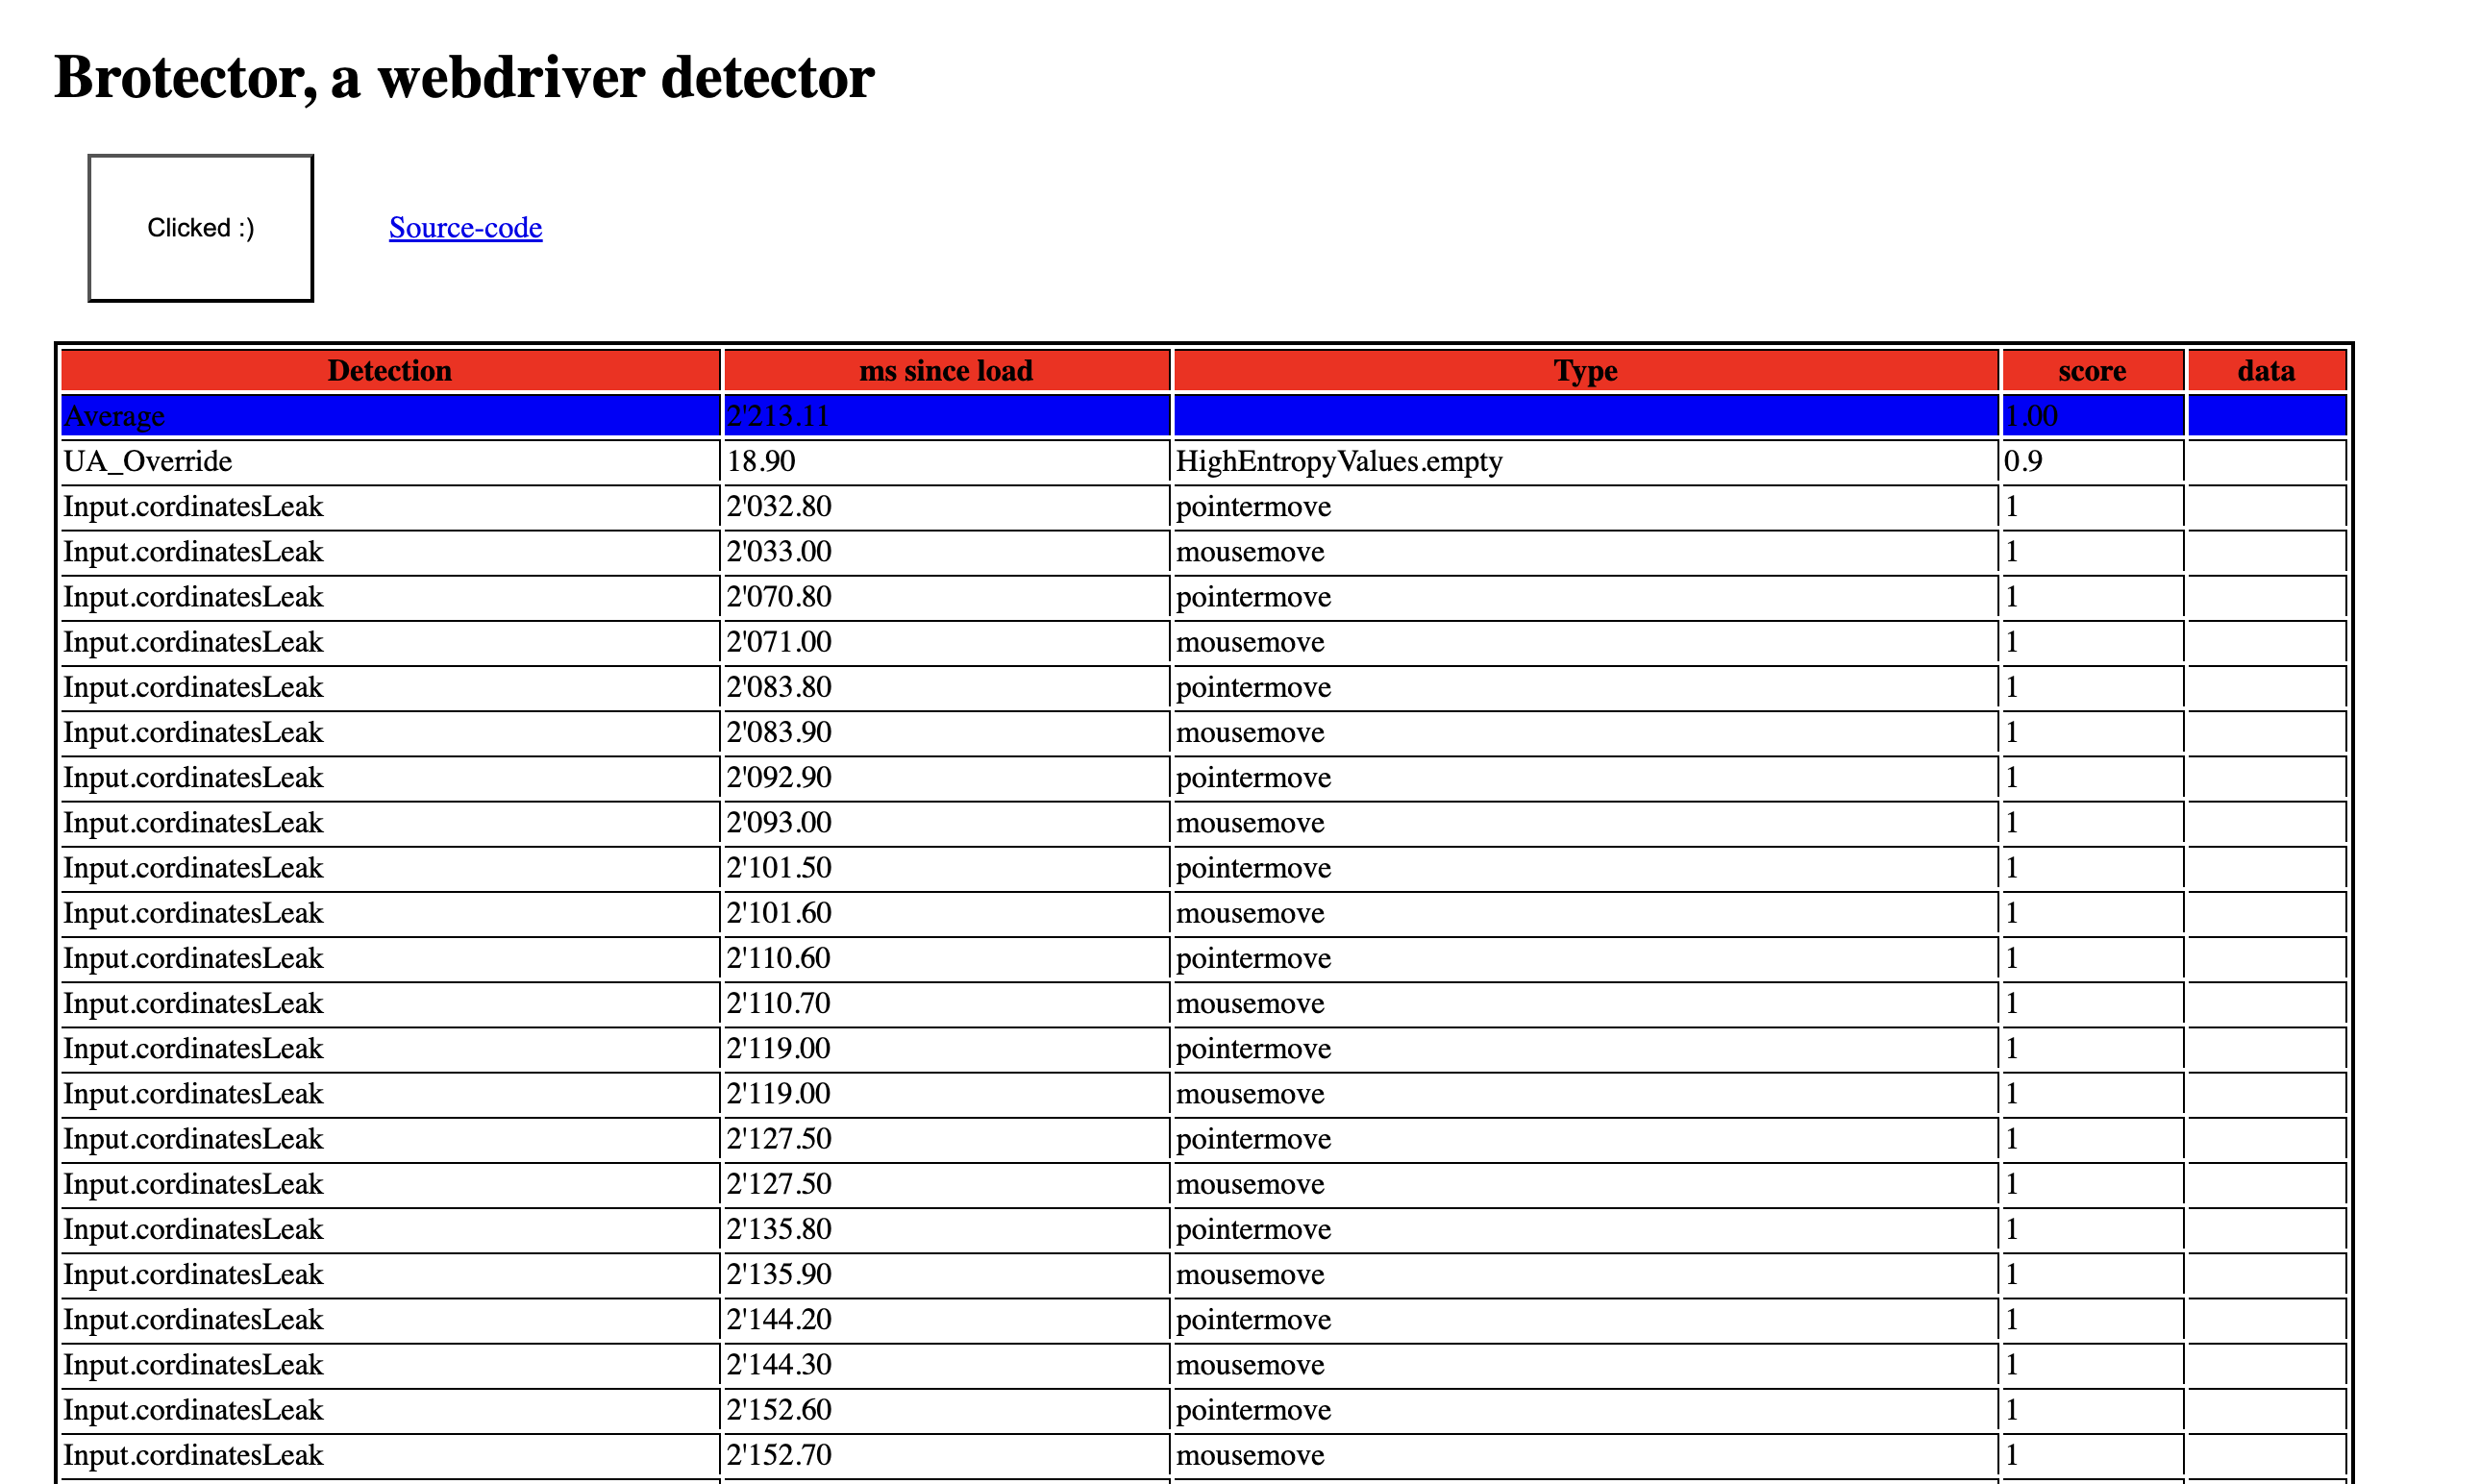 Brotector, a webdriver detector
Clicked :)
Source-code
Detection ms since load Type score data
Average 2'213.11 1.00
UA_Override 18.90 HighEntropyValues.empty 0.9
Input.cordinatesLeak 2'032.80 pointermove 1
Input.cordinatesLeak 2'033.00 mousemove 1
Input.cordinatesLeak 2'070.80 pointermove 1
Input.cordinatesLeak 2'071.00 mousemove 1
Input.cordinatesLeak 2'083.80 pointermove 1
Input.cordinatesLeak 2'083.90 mousemove 1
Input.cordinatesLeak 2'092.90 pointermove 1
Input.cordinatesLeak 2'093.00 mousemove 1
Input.cordinatesLeak 2'101.50 pointermove 1
Input.cordinatesLeak 2'101.60 mousemove 1
Input.cordinatesLeak 2'110.60 pointermove 1
Input.cordinatesLeak 2'110.70 mousemove 1
Input.cordinatesLeak 2'119.00 pointermove 1
Input.cordinatesLeak 2'119.00 mousemove 1
Input.cordinatesLeak 2'127.50 pointermove 1
Input.cordinatesLeak 2'127.50 mousemove 1
Input.cordinatesLeak 2'135.80 pointermove 1
Input.cordinatesLeak 2'135.90 mousemove 1
Input.cordinatesLeak 2'144.20 pointermove 1
Input.cordinatesLeak 2'144.30 mousemove 1
Input.cordinatesLeak 2'152.60 pointermove 1
Input.cordinatesLeak 2'152.70 mousemove 1